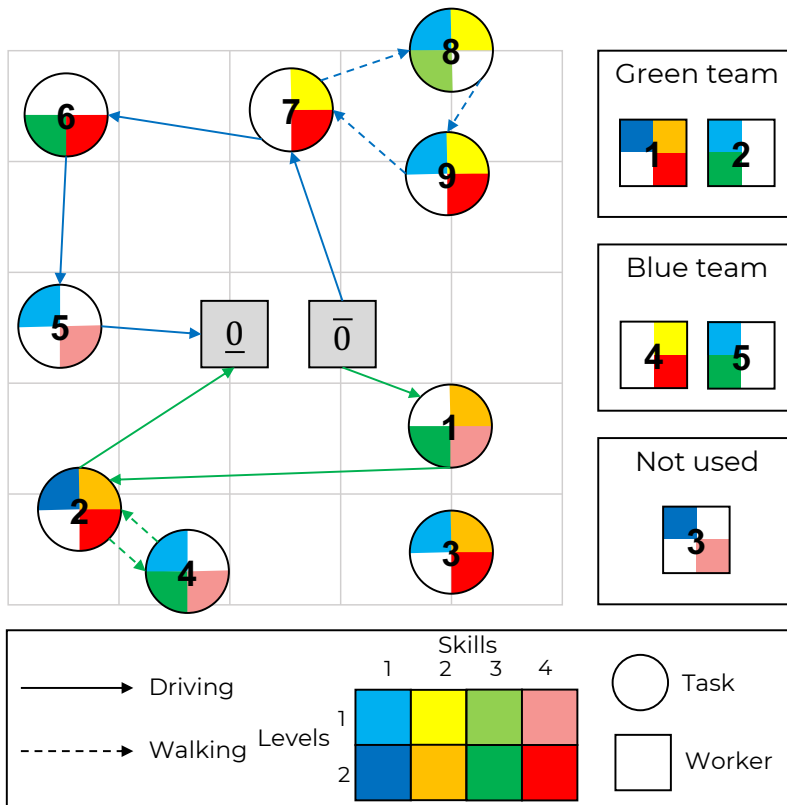 8
6
7
9
5
0
0
1
2
4
3
Green team
1 2
Blue team
4 5
Not used
3
Driving
Walking
Skills
1 2 3 4
Levels
1
2
Task
Worker